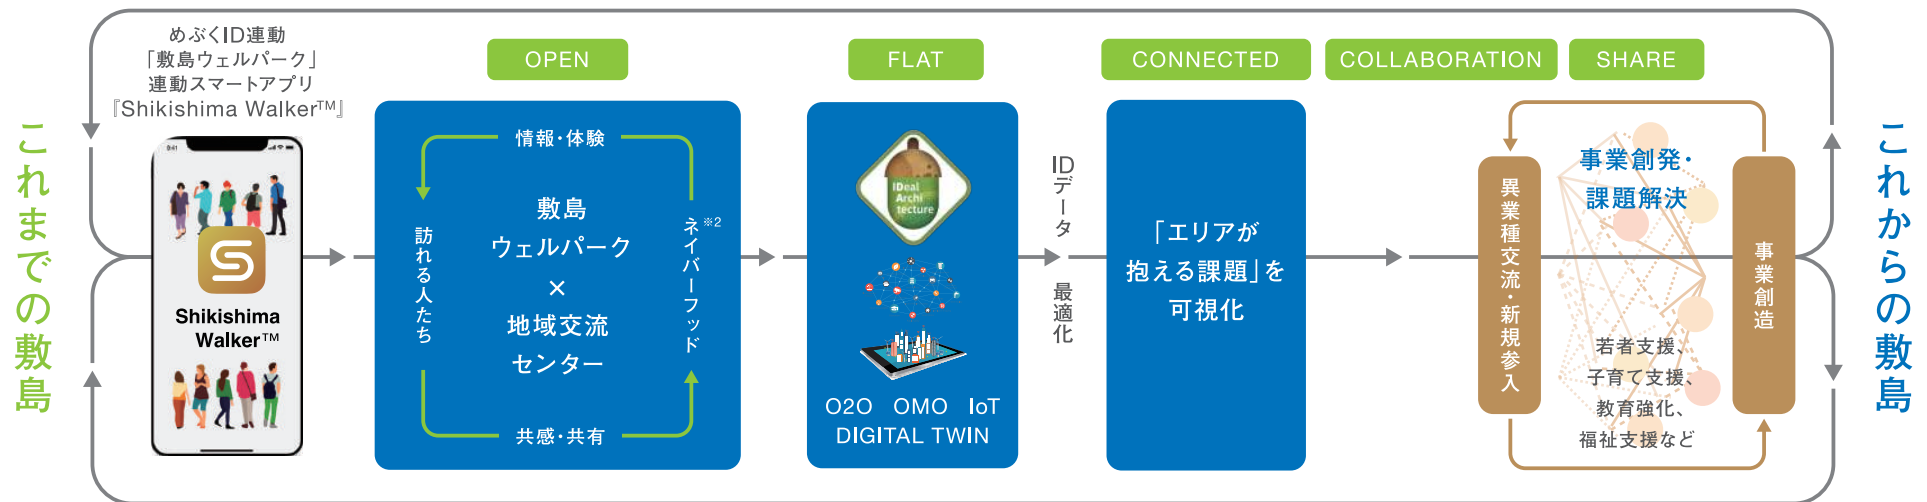 これまでの敷島
めぶくID連動
「敷島ウェルパーク」
連動スマートアプリ
『Shikishima Walker™』
9:41
Shikishima
Walker™
OPEN
情報・体験
訪れる人たち
敷島
ウェルパーク
×
地域交流
センター
ネイバーフッド※2
共感・共有
FLAT
IDeal
Archi
tecture
O2O OMO IoT
DIGITAL TWIN
IDデータ
最適化
CONNECTED
「エリアが
抱える課題」を
可視化
COLLABORATION
SHARE
異業種交流・新規参入
事業創発・
課題解決
若者支援、
子育て支援、
教育強化、
福祉支援など
事業創造
これからの敷島